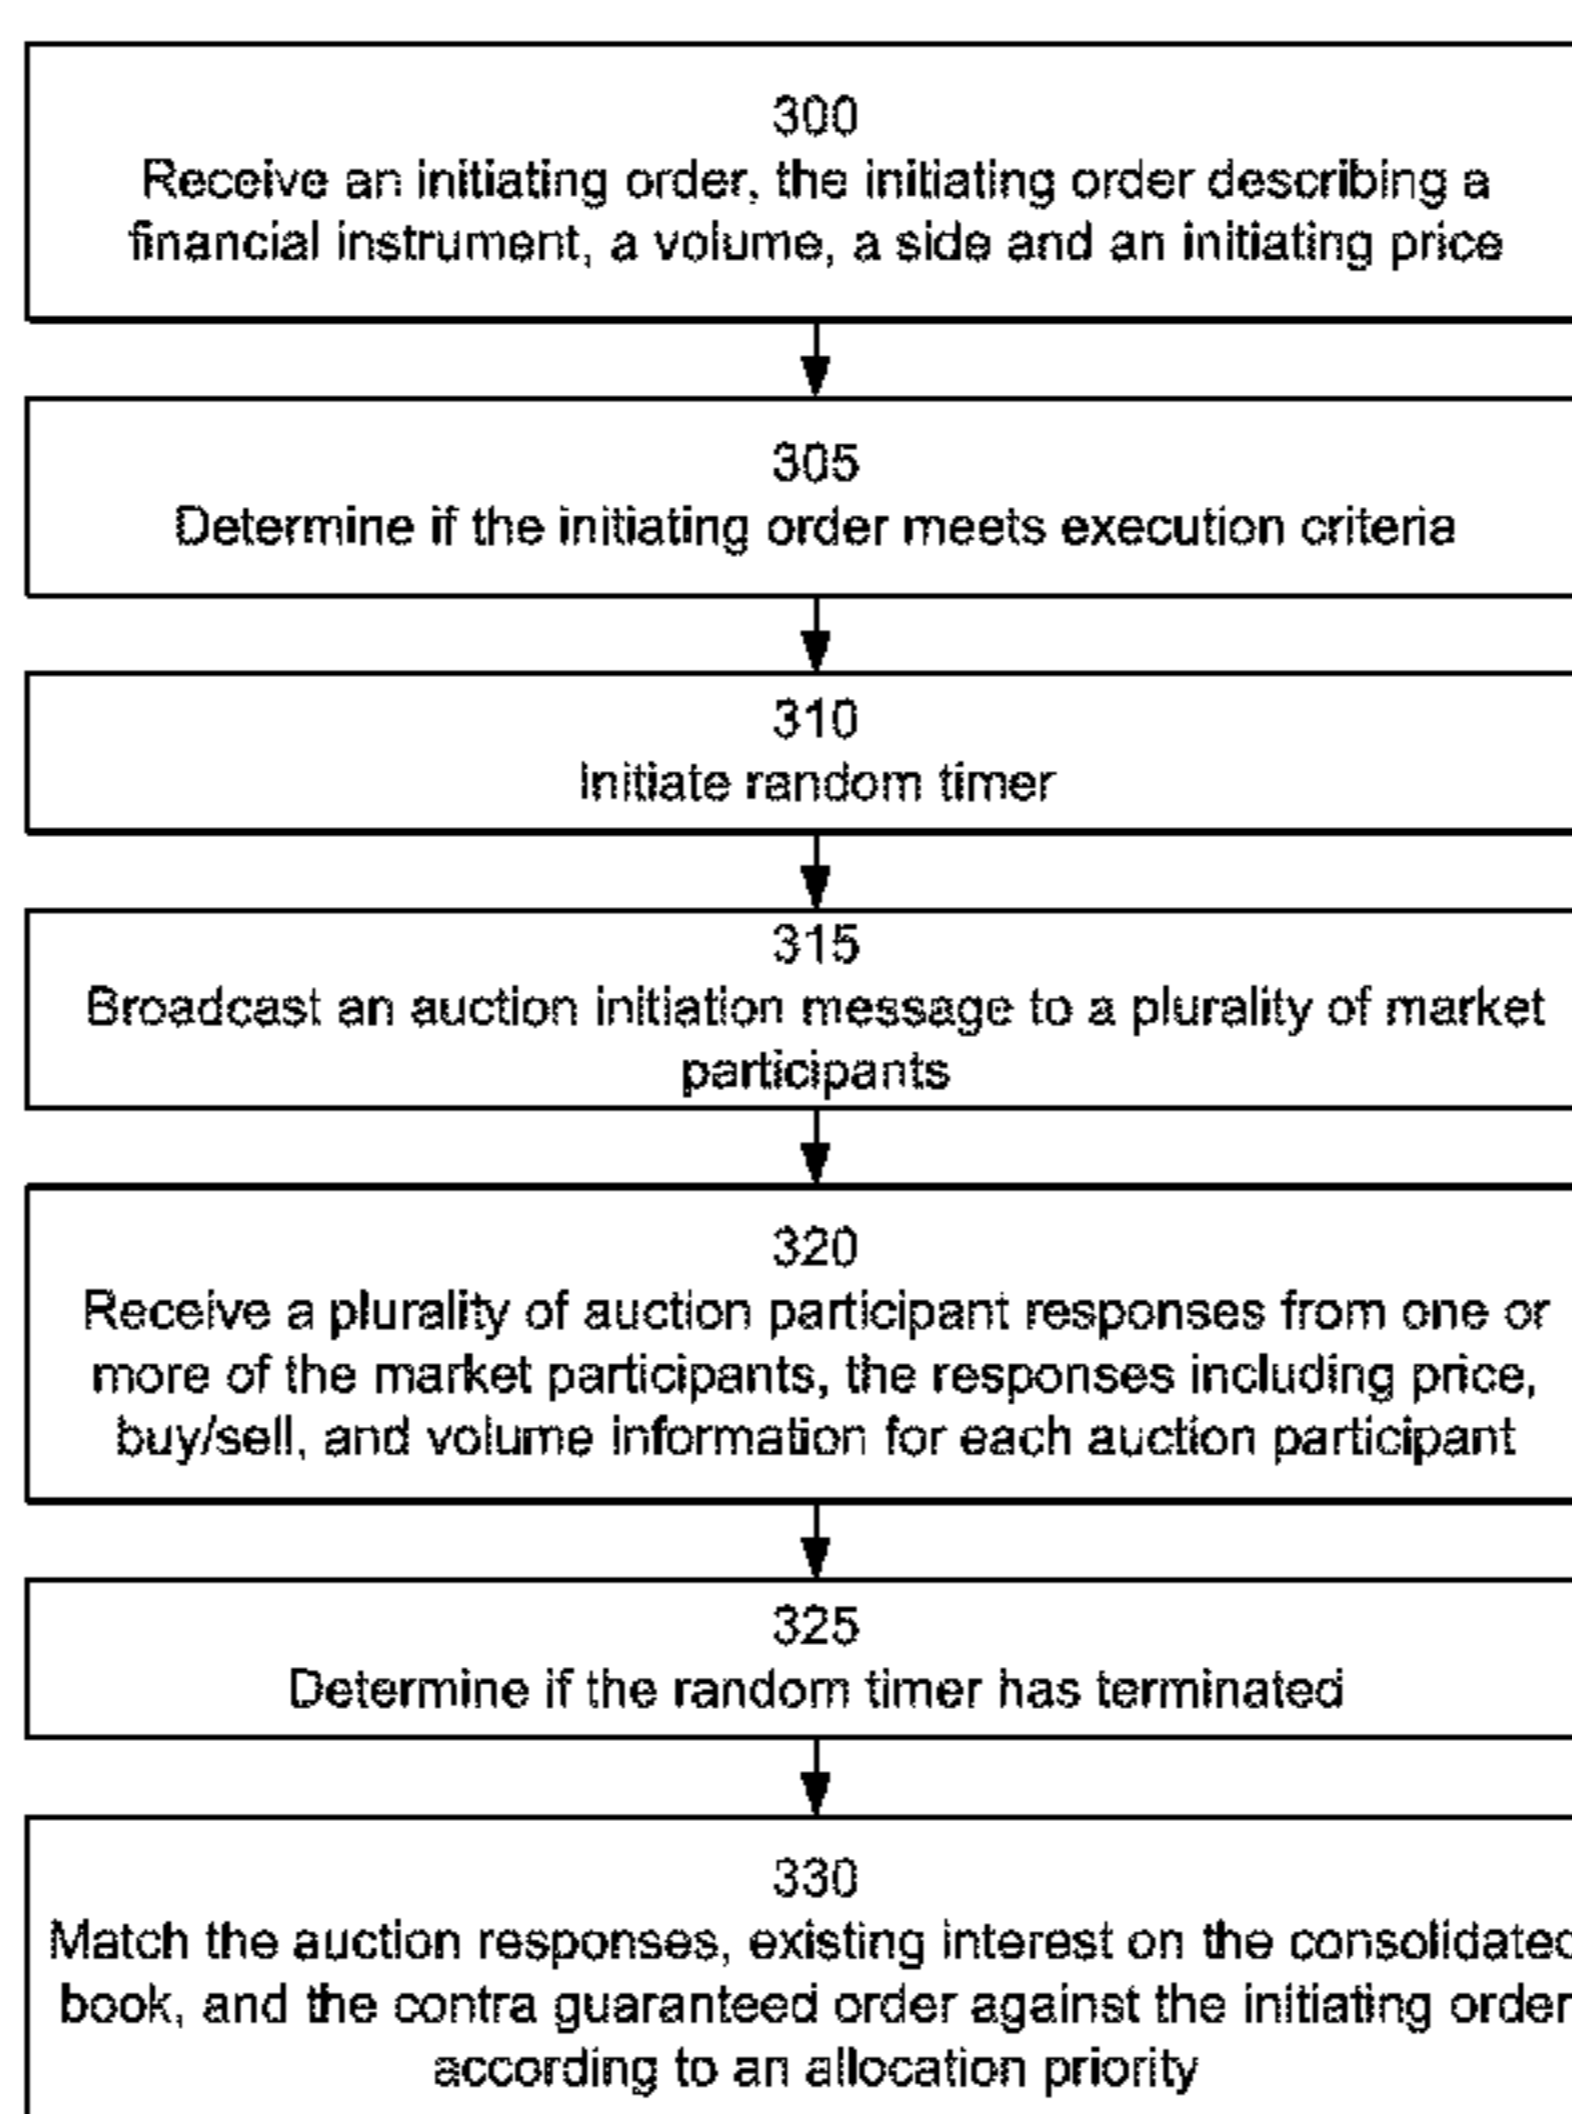 300
Receive an initiating order, the initiating order describing a
financial instrument, a volume, a side and an initiating price
305
Determine if the initiating order meets execution criteria
310
Initiate random timer
315
Broadcast an auction initiation message to a plurality of market
participants
320
Receive a plurality of auction participant responses from one or
more of the market participants, the responses including price,
buy/sell, and volume information for each auction participant
325
Determine if the random timer has terminated
330
Match the auction responses, existing interest on the consolidated
book, and the contra guaranteed order against the initiating order
according to an allocation priority